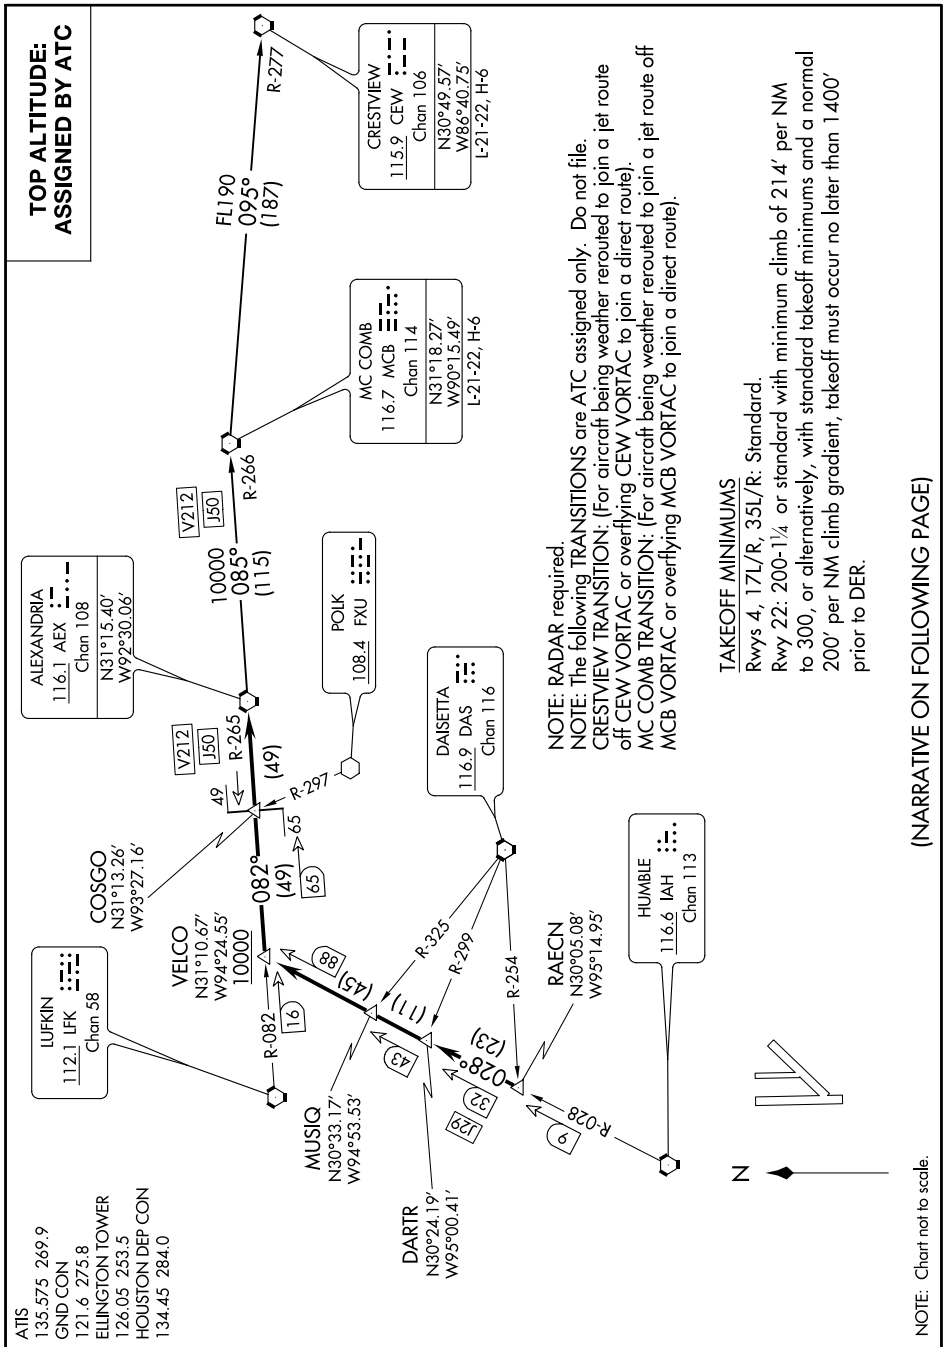 TOP ALTITUDE:
ASSIGNED BY ATC
ATIS
135.575 269.9
GND CON
121.6 275.8
ELLINGTON TOWER
126.05 253.5
HOUSTON DEP CON
134.45 284.0
LUFKIN
112.1 LFK
Chan 58
R-082
16
VELCO
N31°10.67'
W94°24.55'
10000
COSGO
N31°13.26'
W93°27.16'
082°
(49)
65
65
49
V212
J50
R-265
(49)
ALEXANDRIA
116.1 AEX
Chan 108
N31°15.40'
W92°30.06'
10000
085°
(115)
V212
J50
R-266
MC COMB
116.7 MCB
Chan 114
N31°18.27'
W90°15.49'
L-21-22, H-6
FL190
095°
(187)
R-277
CRESTVIEW
115.9 CEW
Chan 106
N30°49.57'
W86°40.75'
L-21-22, H-6
POLK
108.4 FXU
R-297
DAISETTA
116.9 DAS
Chan 116
R-325
R-299
R-254
88
(45)
MUSIQ
N30°33.17'
W94°53.53'
43
(11)
DARTR
N30°24.19'
W95°00.41'
32
J29
028°
(23)
RAECN
N30°05.08'
W95°14.95'
9
R-028
HUMBLE
116.6 IAH
Chan 113
N
NOTE: RADAR required.
NOTE: The following TRANSITIONS are ATC assigned only. Do not file.
CRESTVIEW TRANSITION: (For aircraft being weather rerouted to join a jet route
off CEW VORTAC or overflying CEW VORTAC to join a direct route).
MC COMB TRANSITION: (For aircraft being weather rerouted to join a jet route off
MCB VORTAC or overflying MCB VORTAC to join a direct route).
TAKEOFF MINIMUMS
Rwys 4, 17L/R, 35L/R: Standard.
Rwy 22: 200-1¼ or standard with minimum climb of 214' per NM
to 300, or alternatively, with standard takeoff minimums and a normal
200' per NM climb gradient, takeoff must occur no later than 1400'
prior to DER.
(NARRATIVE ON FOLLOWING PAGE)
NOTE: Chart not to scale.